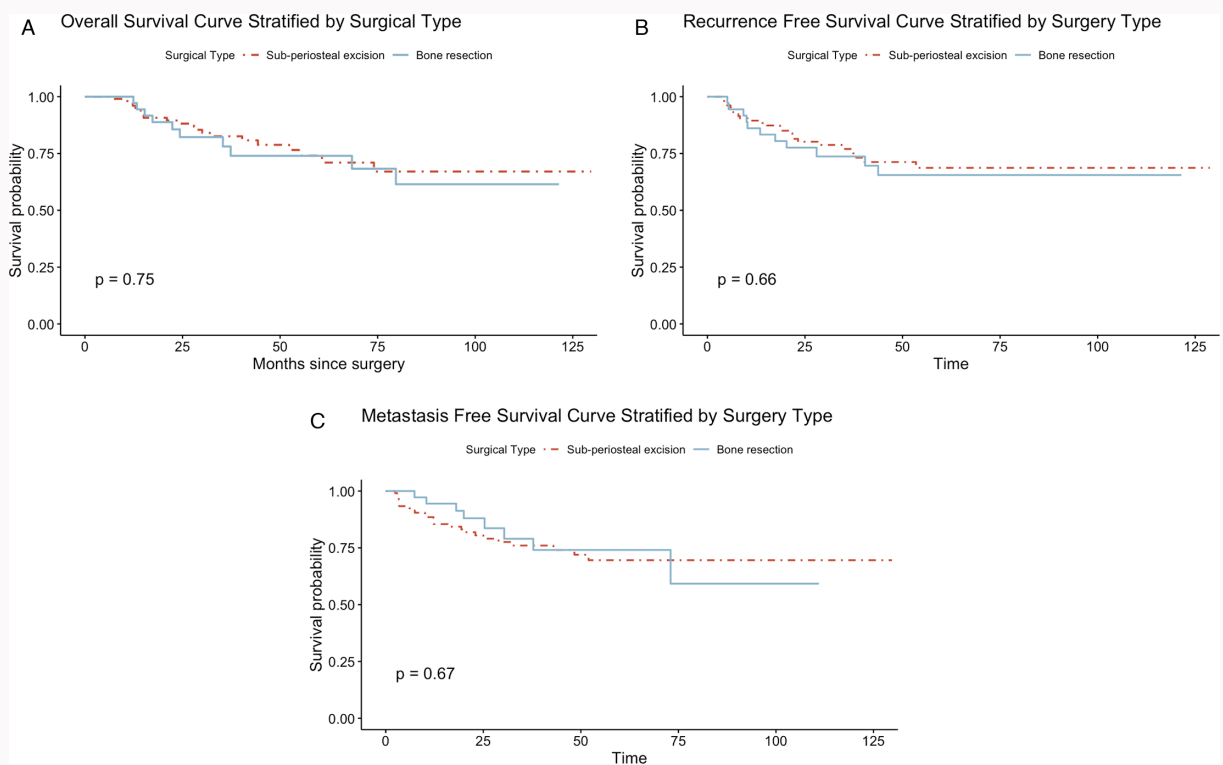 A Overall Survival Curve Stratified by Surgical Type
Surgical Type Sub-periosteal excision Bone resection
Survival probability
1.00
0.75
0.50
0.25
0.00
p = 0.75
0 25 50 75 100 125
Months since surgery
B Recurrence Free Survival Curve Stratified by Surgery Type
Surgical Type Sub-periosteal excision Bone resection
Survival probability
1.00
0.75
0.50
0.25
0.00
p = 0.66
0 25 50 75 100 125
Time
C Metastasis Free Survival Curve Stratified by Surgery Type
Surgical Type Sub-periosteal excision Bone resection
Survival probability
1.00
0.75
0.50
0.25
0.00
p = 0.67
0 25 50 75 100 125
Time